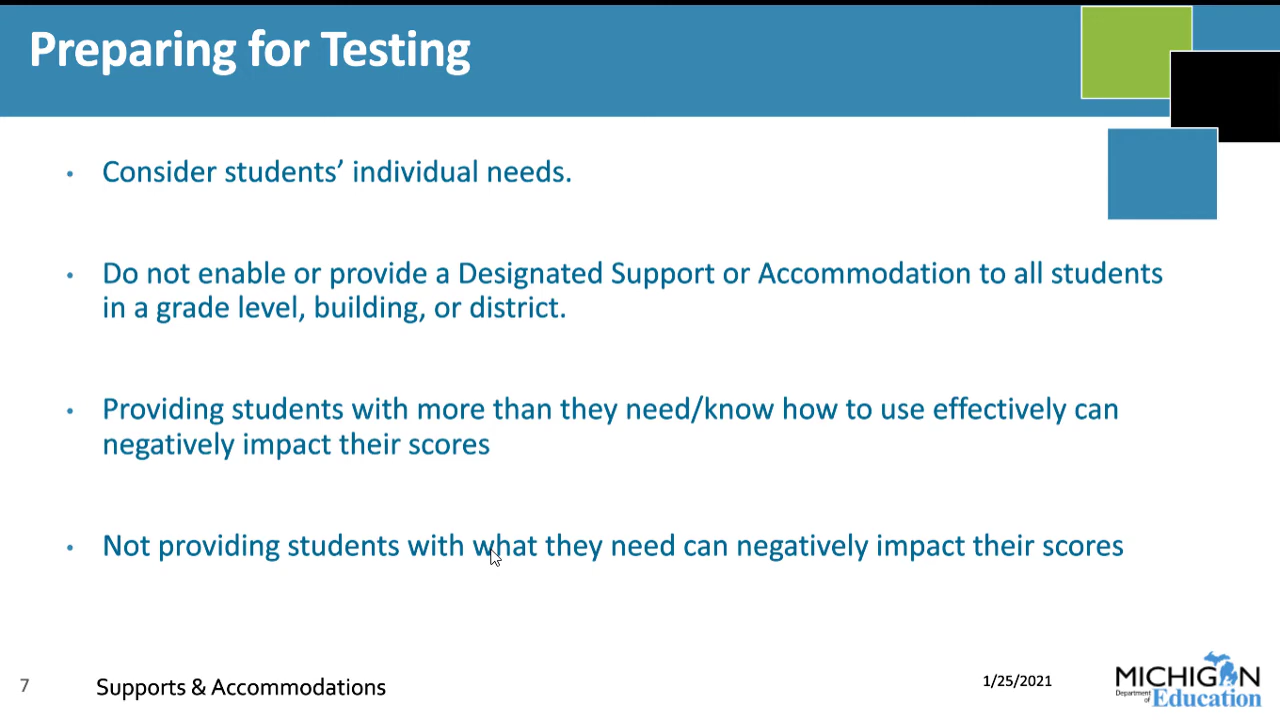 Preparing for Testing
• Consider students’ individual needs.
• Do not enable or provide a Designated Support or Accommodation to all students
in a grade level, building, or district.
• Providing students with more than they need/know how to use effectively can
negatively impact their scores
• Not providing students with what they need can negatively impact their scores
7
Supports & Accommodations
1/25/2021
MICHIGAN
Department
of Education